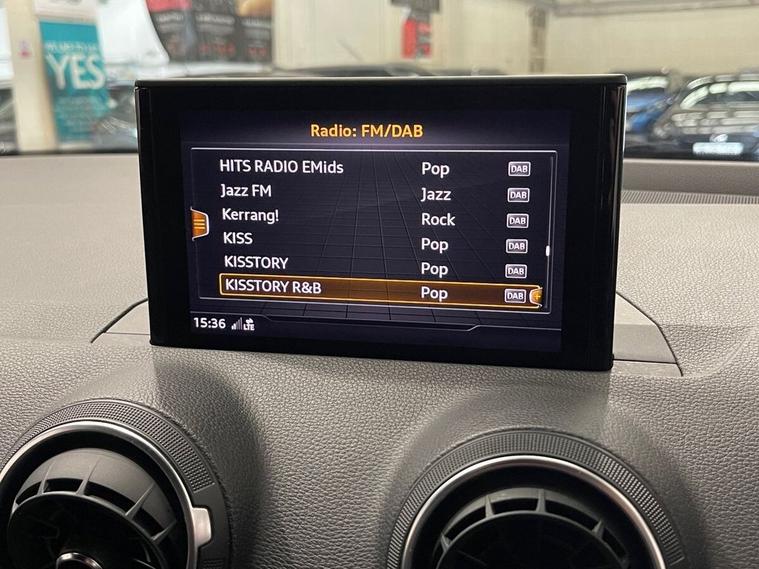 YES
Radio: FM/DAB
HITS RADIO EMids Pop DAB
Jazz FM Jazz DAB
Kerrang! Rock DAB
KISS Pop DAB
KISSTORY Pop DAB
KISSTORY R&B Pop DAB
15:36 LTE